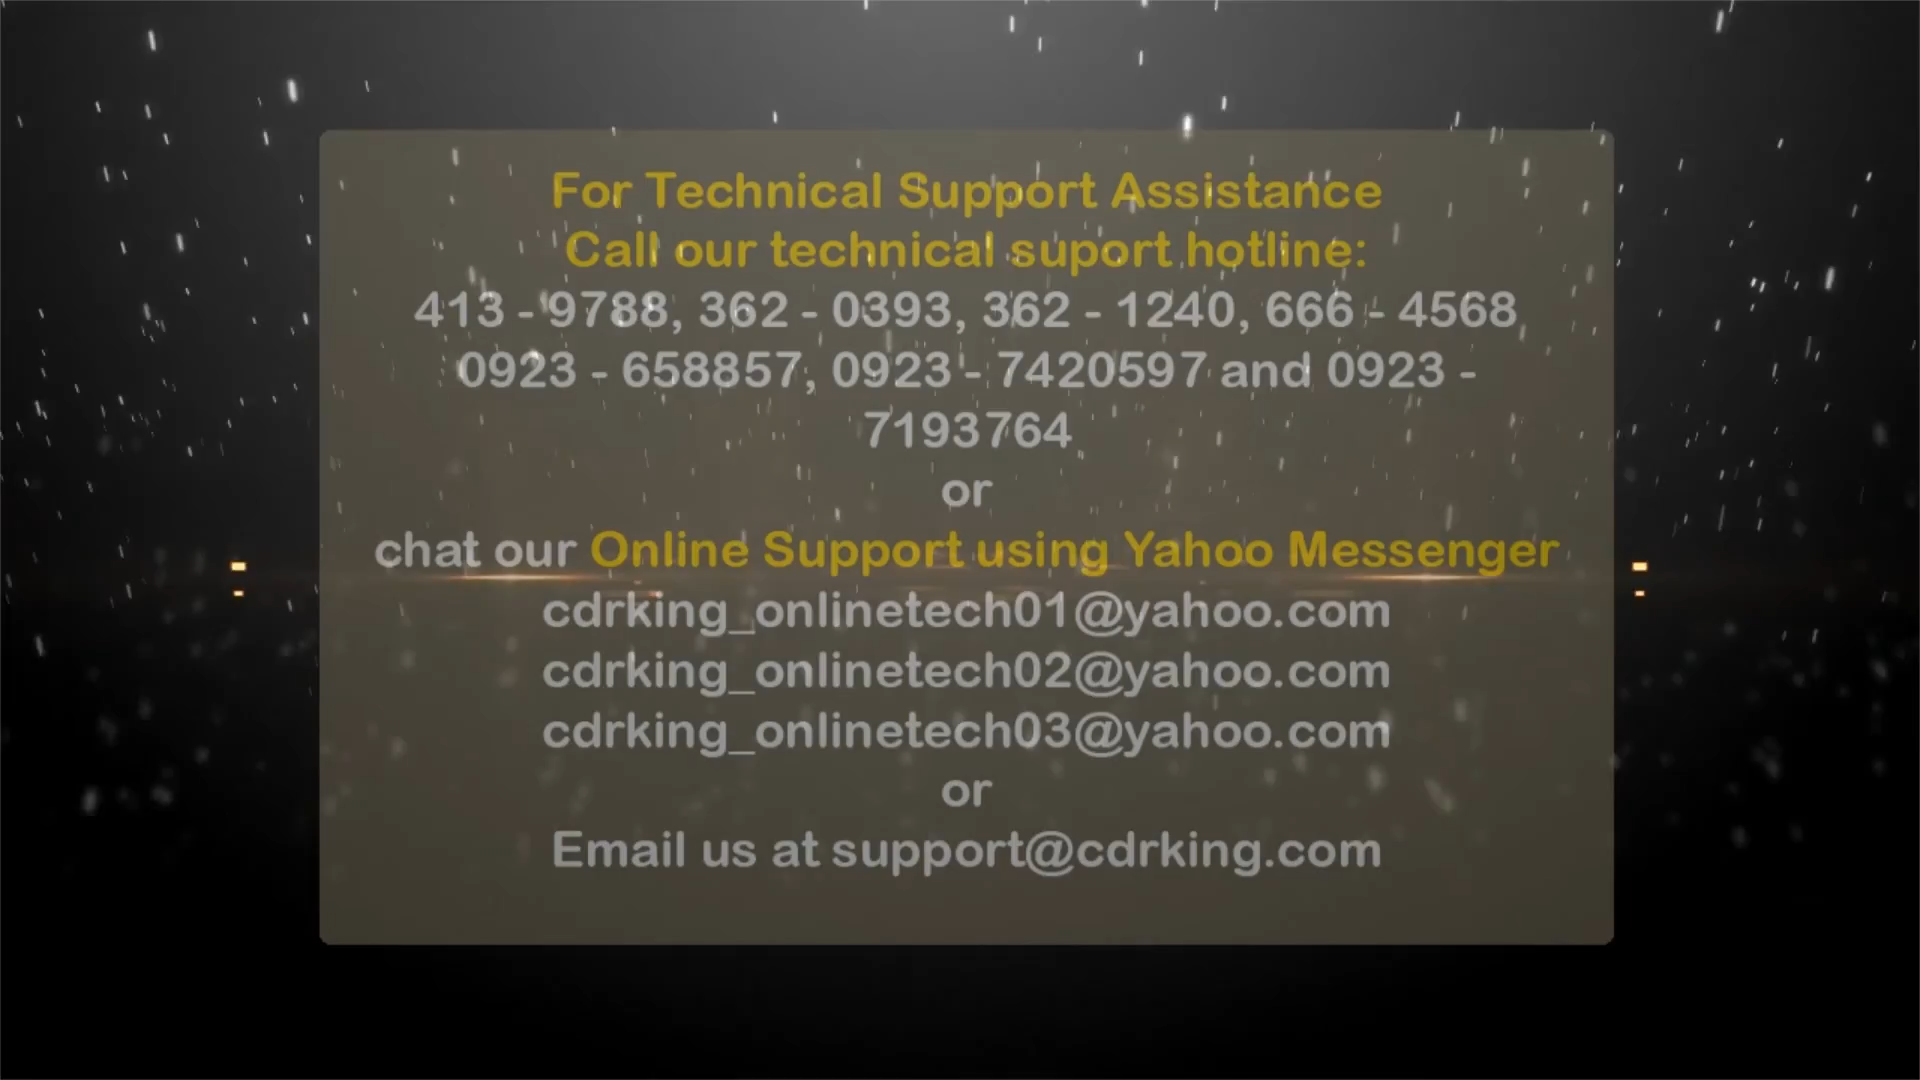 For Technical Support Assistance
Call our technical suport hotline:
413 - 9788, 362 - 0393, 362 - 1240, 666 - 4568
0923 - 658857, 0923 - 7420597 and 0923 -
7193764
or
chat our Online Support using Yahoo Messenger
cdrking_onlinetech01@yahoo.com
cdrking_onlinetech02@yahoo.com
cdrking_onlinetech03@yahoo.com
or
Email us at support@cdrking.com